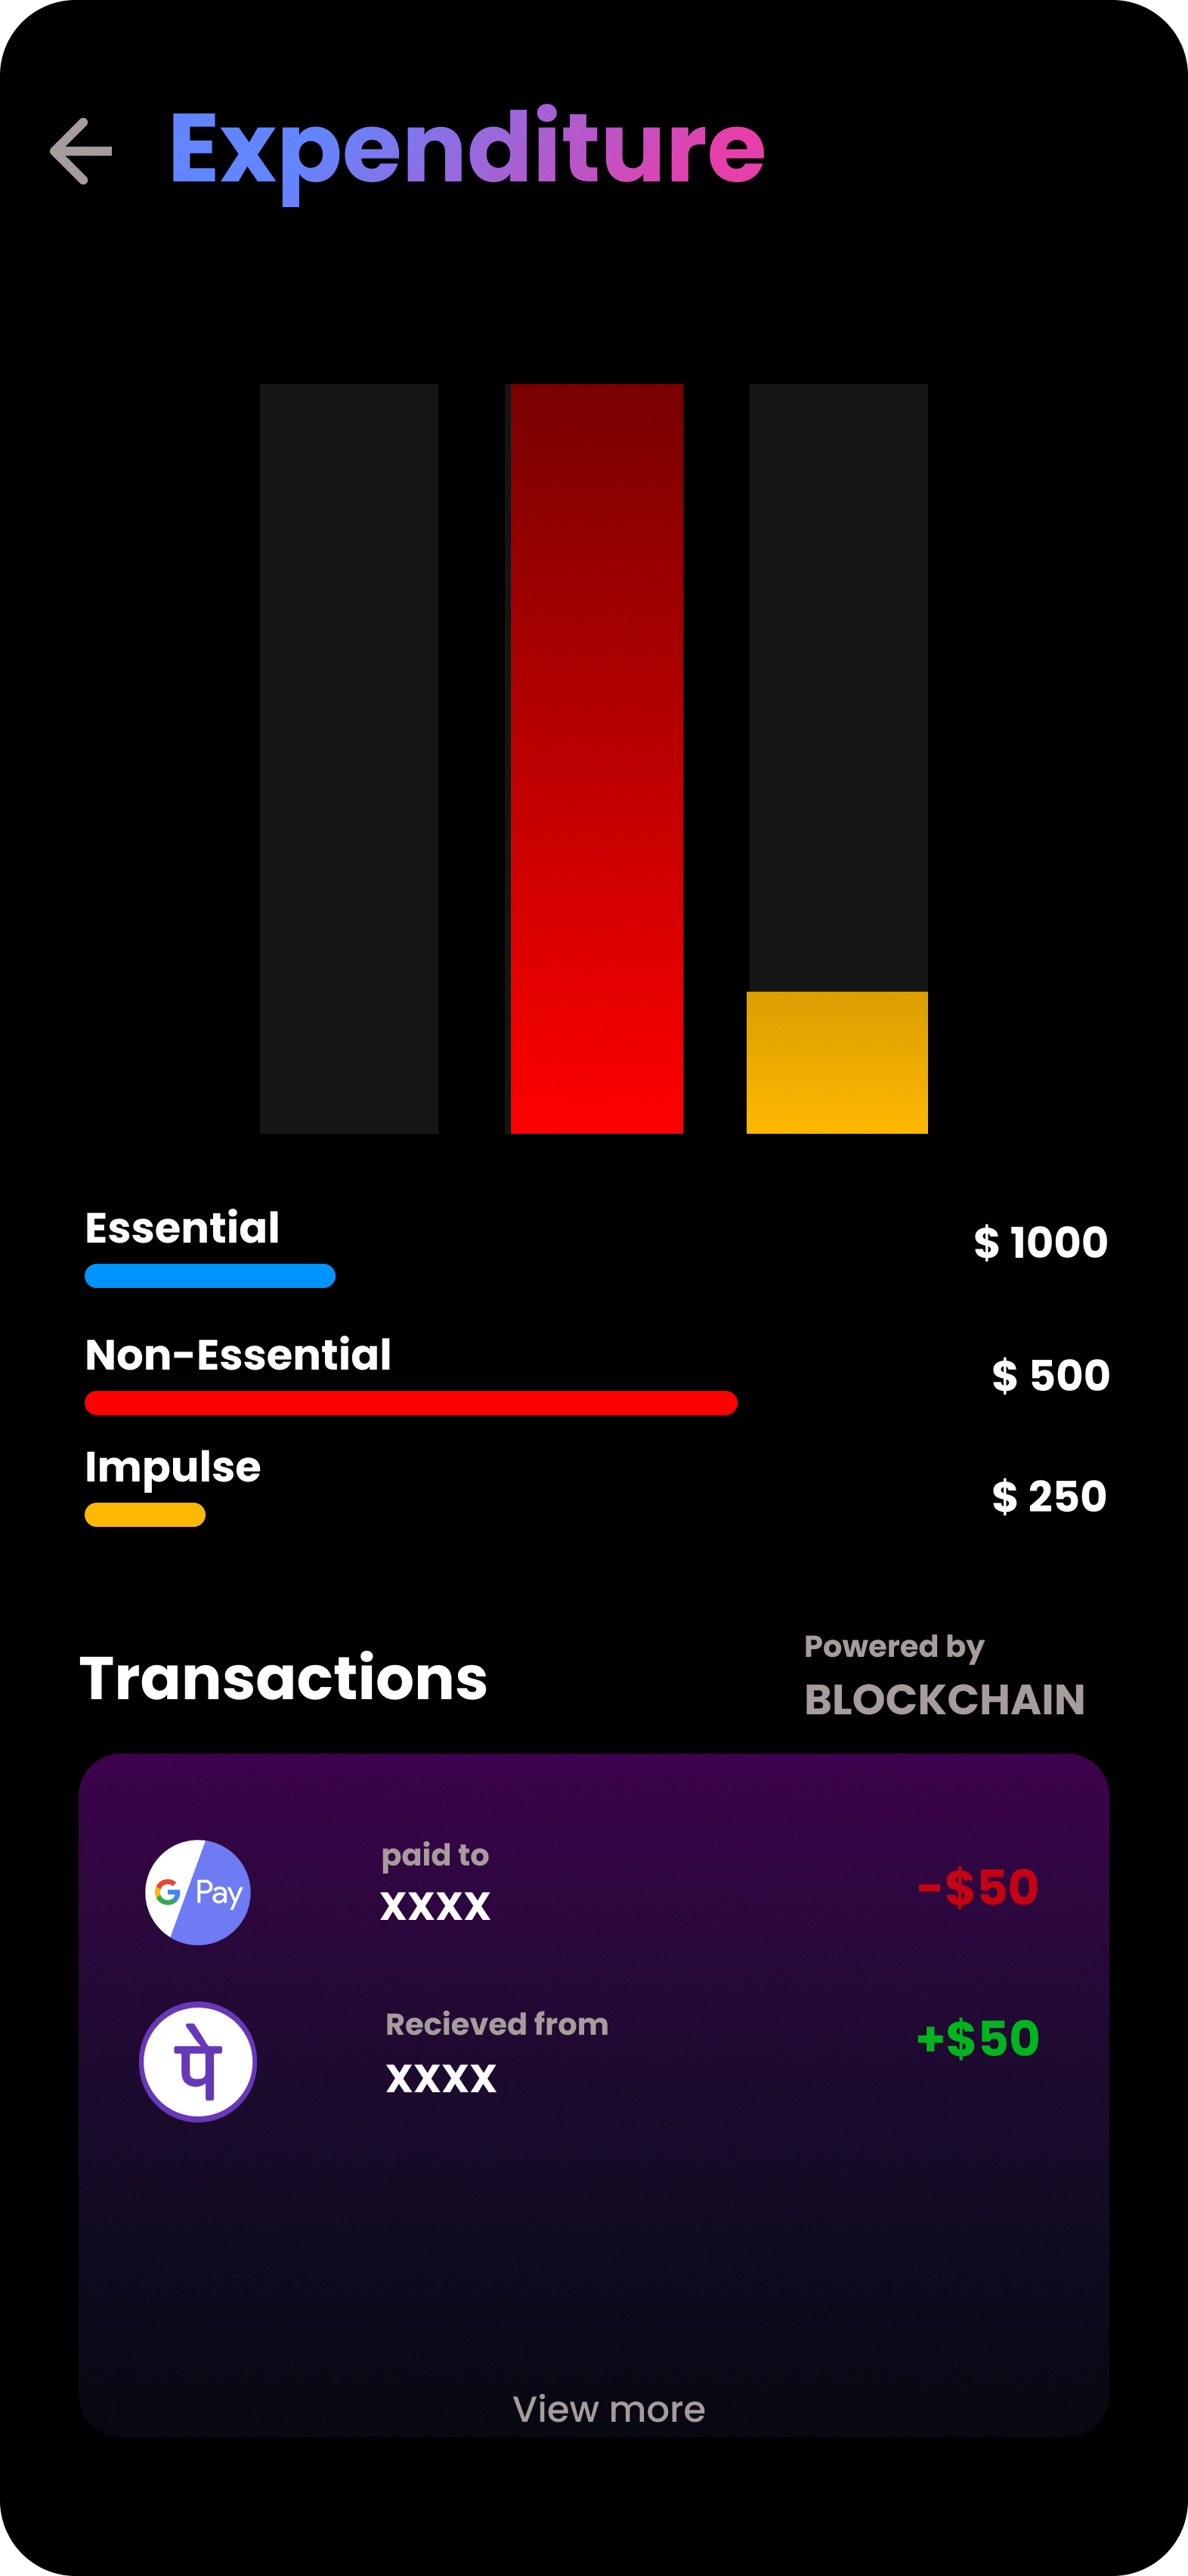 Expenditure
Essential
$ 1000
Non-Essential
$ 500
Impulse
$ 250
Transactions
Powered by
BLOCKCHAIN
G Pay
paid to
XXXX
-$50
पे
Recieved from
XXXX
+$50
View more